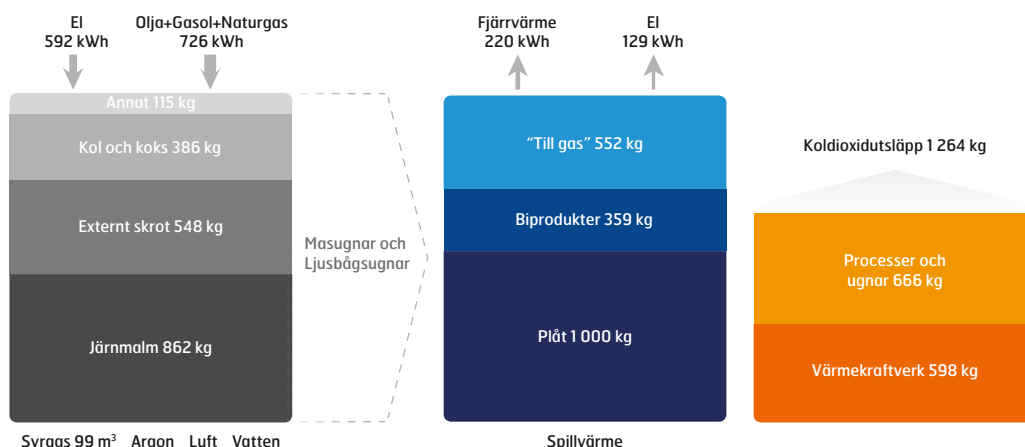 El
592 kWh
Olja+Gasol+Naturgas
726 kWh
Annat 115 kg
Kol och koks 386 kg
Externt skrot 548 kg
Järnmalm 862 kg
Syrgas 99 m³ Argon Luft Vatten
Masugnar och
Ljusbågsugnar
Fjärrvärme
220 kWh
El
129 kWh
“Till gas” 552 kg
Biprodukter 359 kg
Plåt 1 000 kg
Spillvärme
Koldioxidutsläpp 1 264 kg
Processer och
ugnar 666 kg
Värmekraftverk 598 kg